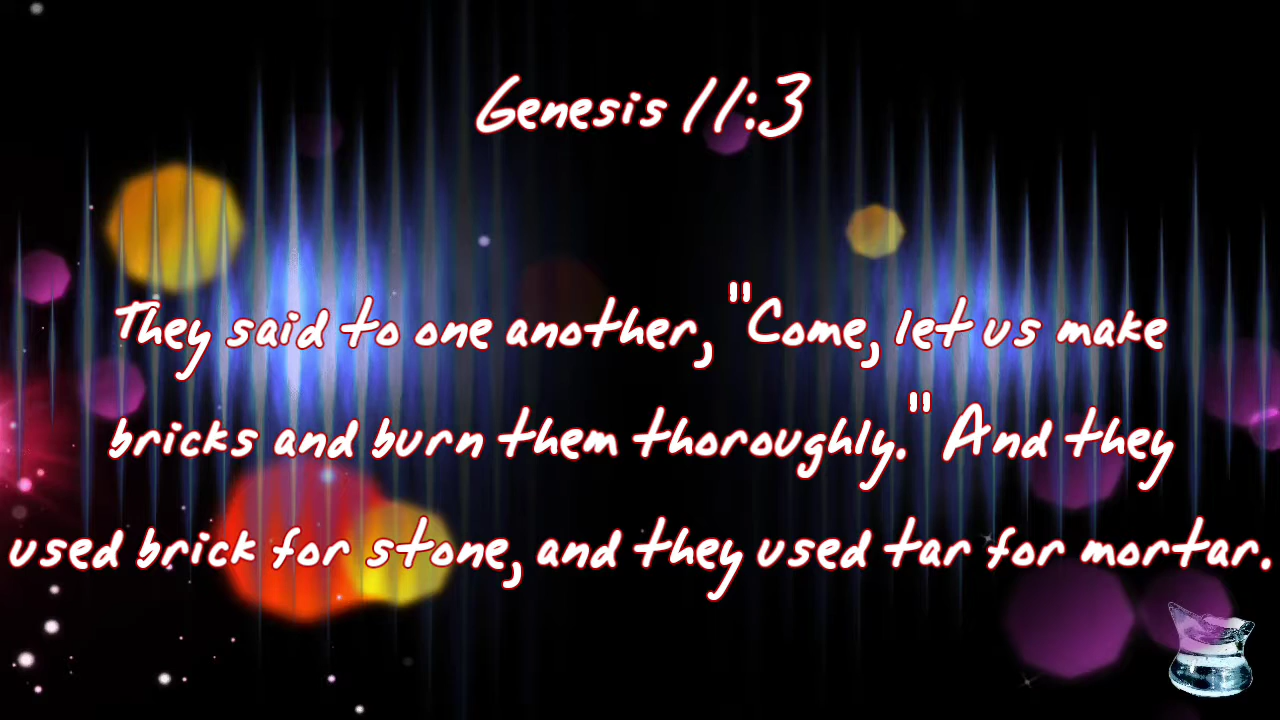 Genesis 11:3
They said to one another, "Come, let us make
bricks and burn them thoroughly." And they
used brick for stone, and they used tar for mortar.